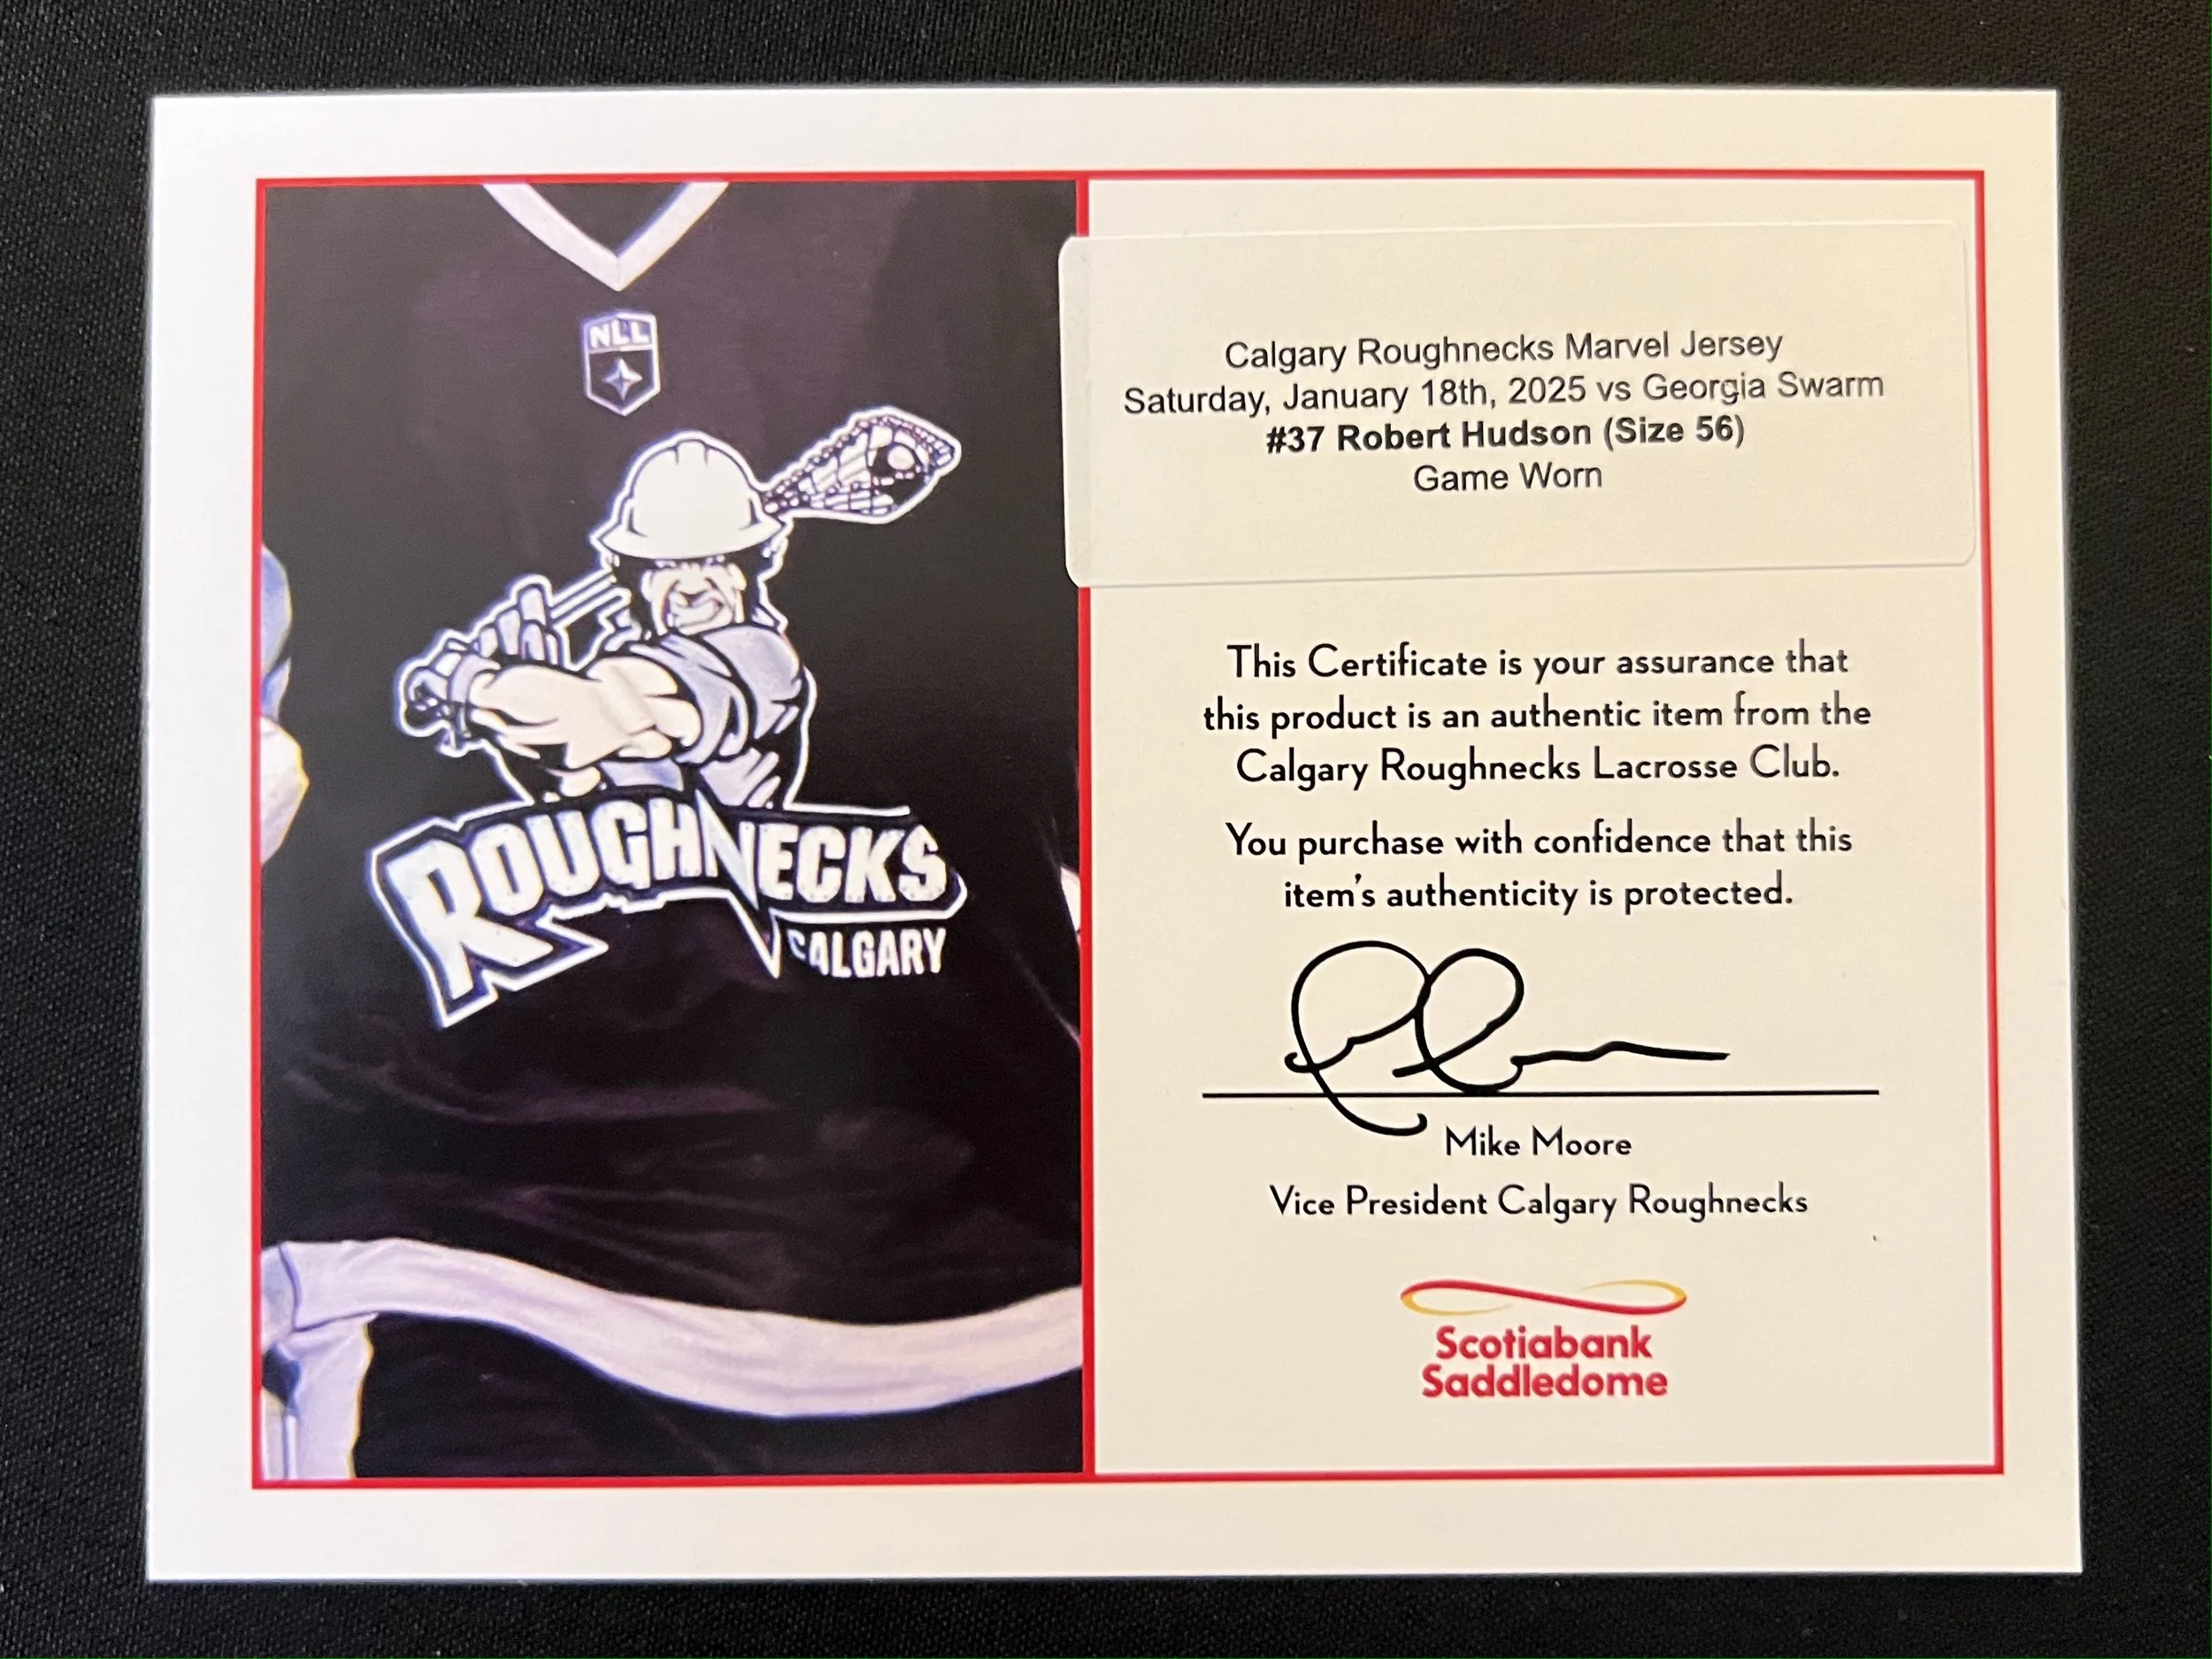 NLL
ROUGHNECKS
CALGARY
Calgary Roughnecks Marvel Jersey
Saturday, January 18th, 2025 vs Georgia Swarm
#37 Robert Hudson (Size 56)
Game Worn
This Certificate is your assurance that
this product is an authentic item from the
Calgary Roughnecks Lacrosse Club.
You purchase with confidence that this
item's authenticity is protected.
Mike Moore
Vice President Calgary Roughnecks
Scotiabank
Saddledome